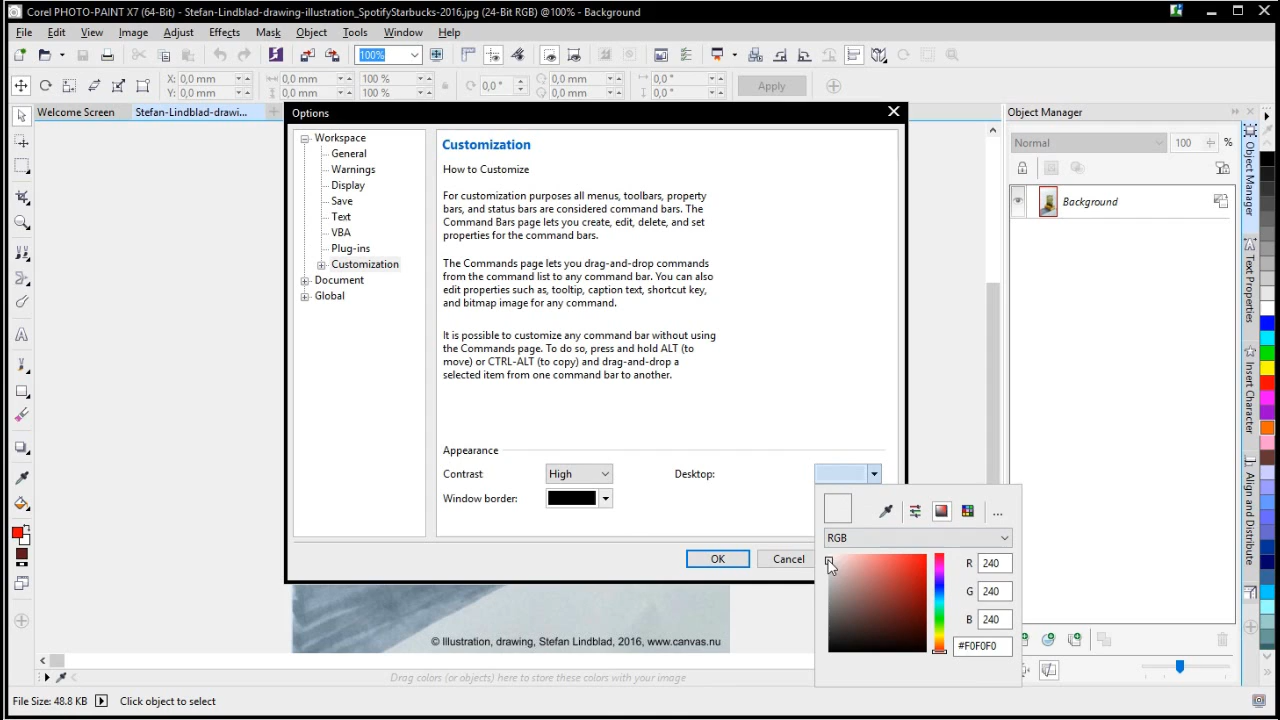 Corel PHOTO-PAINT X7 (64-Bit) - Stefan-Lindblad-drawing-illustration_SpotifyStarbucks-2016.jpg (24-Bit RGB) @100% - Background
File Edit View Image Adjust Effects Mask Object Tools Window Help
100%
X: 0,0 mm 0,0 mm 100 % 0,0 ° 0,0 mm 0,0 mm 0,0 ° Apply
Y: 0,0 mm 0,0 mm 100 % 0,0 mm 0,0 mm 0,0 °
Welcome Screen Stefan-Lindblad-drawi...
Options
Object Manager
Workspace
General
Warnings
Display
Save
Text
VBA
Plug-ins
Customization
Document
Global
Customization
How to Customize
For customization purposes all menus, toolbars, property
bars, and status bars are considered command bars. The
Command Bars page lets you create, edit, delete, and set
properties for the command bars.
The Commands page lets you drag-and-drop commands
from the command list to any command bar. You can also
edit properties such as, tooltip, caption text, shortcut key,
and bitmap image for any command.
It is possible to customize any command bar without using
the Commands page. To do so, press and hold ALT (to
move) or CTRL-ALT (to copy) and drag-and-drop a
selected item from one command bar to another.
Appearance
Contrast: High Desktop:
Window border:
OK Cancel
RGB
R 240
G 240
B 240
#F0F0F0
Normal 100 %
Background
Object Manager
Text Properties
Insert Character
Align and Distribute
© Illustration, drawing, Stefan Lindblad, 2016, www.canvas.nu
Drag colors (or objects) here to store these colors with your image
File Size: 48.8 KB Click object to select